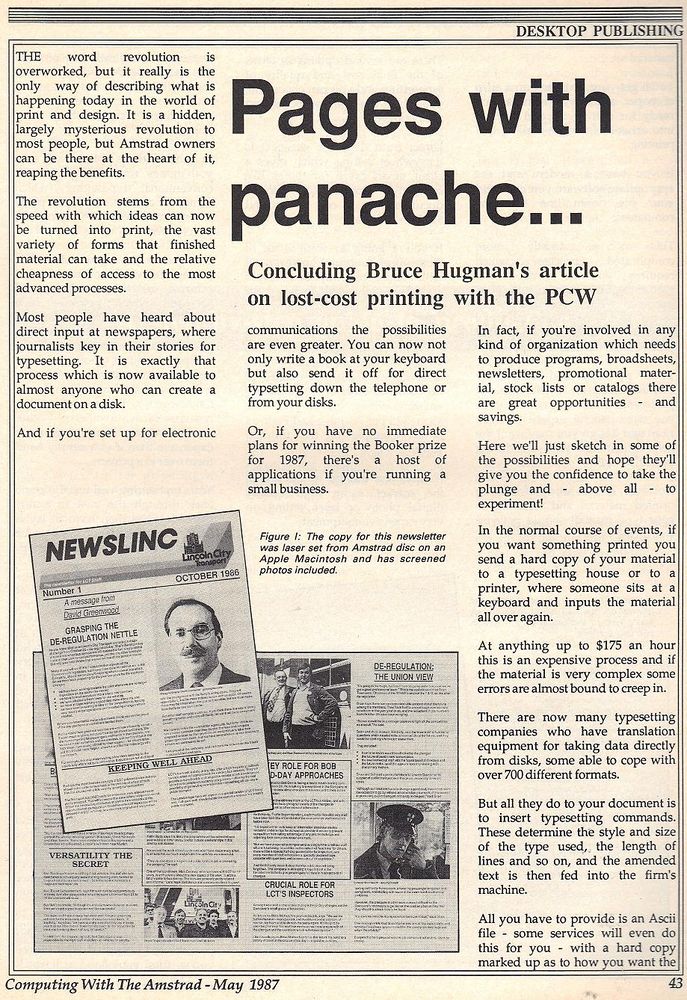 DESKTOP PUBLISHING
Pages with
panache...
Concluding Bruce Hugman's article
on lost-cost printing with the PCW
THE word revolution is
overworked, but it really is the
only way of describing what is
happening today in the world of
print and design. It is a hidden,
largely mysterious revolution to
most people, but Amstrad owners
can be there at the heart of it,
reaping the benefits.
The revolution stems from the
speed with which ideas can now
be turned into print, the vast
variety of forms that finished
material can take and the relative
cheapness of access to the most
advanced processes.
Most people have heard about
direct input at newspapers, where
journalists key in their stories for
typesetting. It is exactly that
process which is now available to
almost anyone who can create a
document on a disk.
And if you're set up for electronic
communications the possibilities
are even greater. You can now not
only write a book at your keyboard
but also send it off for direct
typsetting down the telephone or
from your disks.
Or, if you have no immediate
plans for winning the Booker prize
for 1987, there's a host of
applications if you're running a
small business.
In fact, if you're involved in any
kind of organization which needs
to produce programs, broadsheets,
newsletters, promotional mater-
ial, stock lists or catalogs there
are great opportunities - and
savings.
Here we'll just sketch in some of
the possibilities and hope they'll
give you the confidence to take the
plunge and - above all - to
experiment!
In the normal course of events, if
you want something printed you
send a hard copy of your material
to a typesetting house or to a
printer, where someone sits at a
keyboard and inputs the material
all over again.
At anything up to $175 an hour
this is an expensive process and if
the material is very complex some
errors are almost bound to creep in.
There are now many typesetting
companies who have translation
equipment for taking data directly
from disks, some able to cope with
over 700 different formats.
But all they do to your document is
to insert typesetting commands.
These determine the style and size
of the type used, the length of
lines and so on, and the amended
text is then fed into the firm's
machine.
All you have to provide is an Ascii
file - some services will even do
this for you - with a hard copy
marked up as to how you want the
Figure I: The copy for this newsletter
was laser set from Amstrad disc on an
Apple Macintosh and has screened
photos included.
NEWSLINC
Lincoln City
Transport
The newsletter for LCT Staff
Number 1
OCTOBER 1986
A message from
David Greenwood
GRASPING THE
DE-REGULATION NETTLE
KEEPING WELL AHEAD
DE-REGULATION:
THE UNION VIEW
KEY ROLE FOR BOB
D-DAY APPROACHES
VERSATILITY THE
SECRET
CRUCIAL ROLE FOR
LCT'S INSPECTORS
Lincoln City
Computing With The Amstrad - May 1987
43